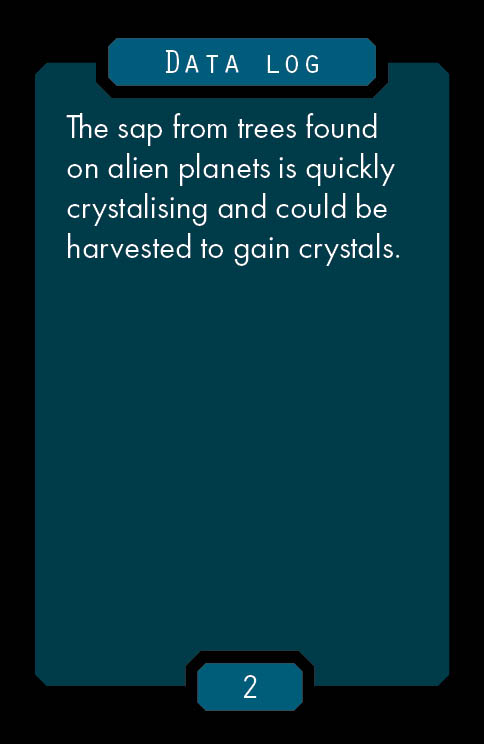 Data log
The sap from trees found
on alien planets is quickly
crystalising and could be
harvested to gain crystals.
2